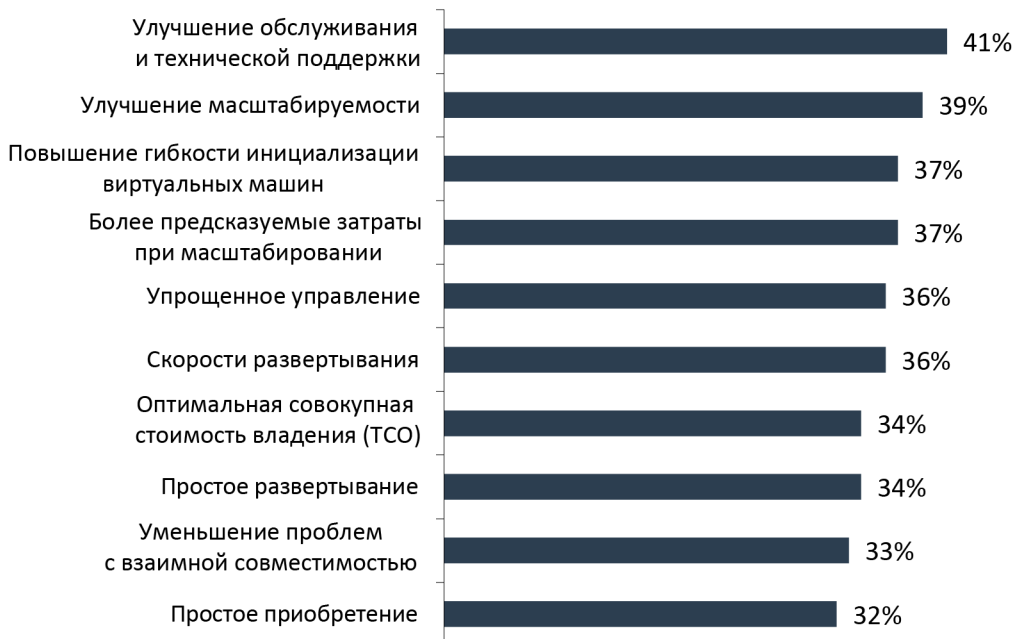 Улучшение обслуживания
и технической поддержки
41%
Улучшение масштабируемости
39%
Повышение гибкости инициализации
виртуальных машин
37%
Более предсказуемые затраты
при масштабировании
37%
Упрощенное управление
36%
Скорости развертывания
36%
Оптимальная совокупная
стоимость владения (TCO)
34%
Простое развертывание
34%
Уменьшение проблем
с взаимной совместимостью
33%
Простое приобретение
32%